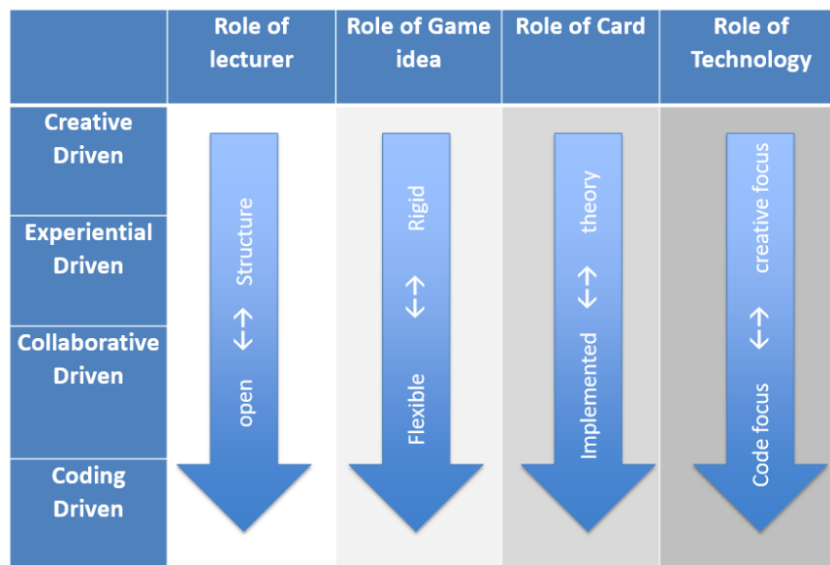 Role of
lecturer
Role of Game
idea
Role of Card
Role of
Technology
Creative
Driven
Experiential
Driven
Collaborative
Driven
Coding
Driven
open ←→ Structure
Flexible ←→ Rigid
Implemented ←→ theory
Code focus ←→ creative focus